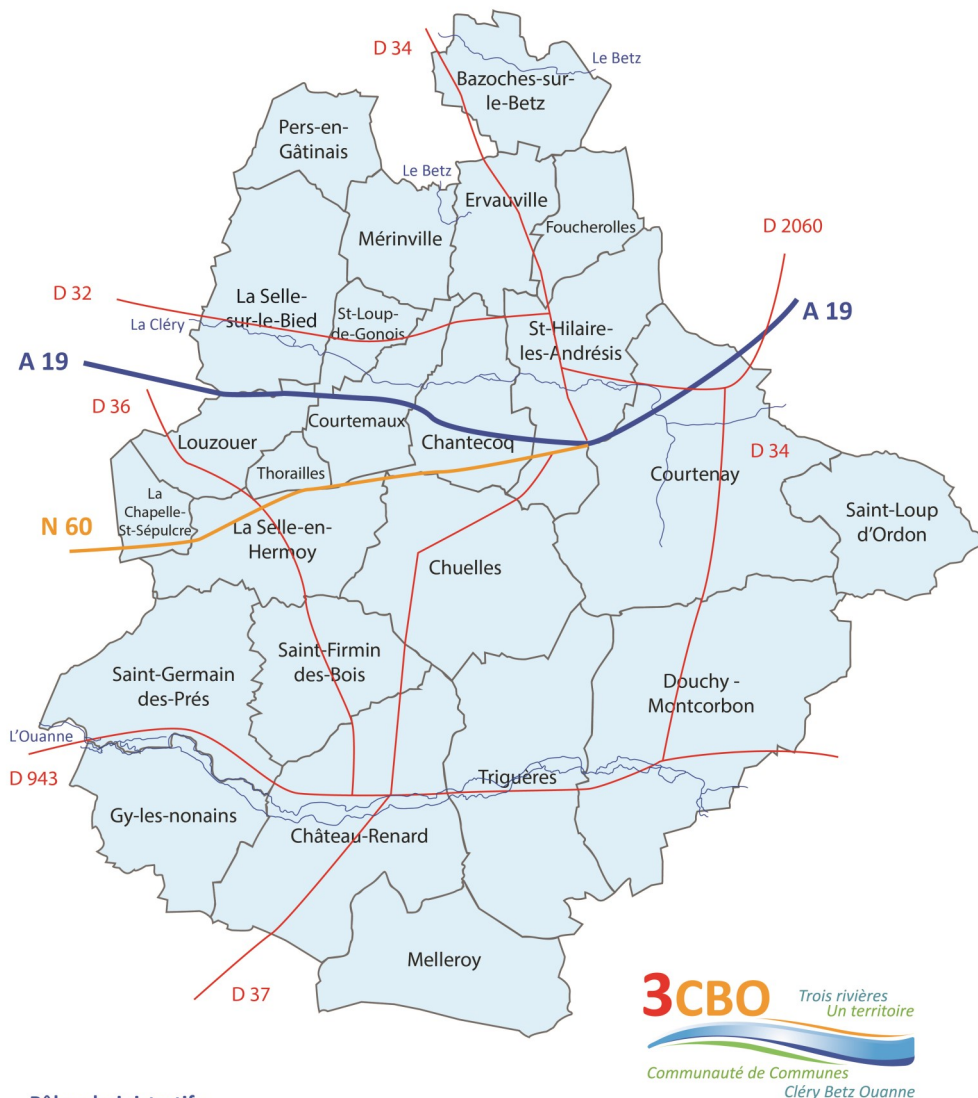 D 34
Le Betz
Bazoches-sur-
le-Betz
Pers-en-
Gâtinais
Le Betz
Ervauville
Foucherolles
Mérinville
D 2060
D 32
La Selle-
sur-le-Bied
St-Loup-
de-Gonois
La Cléry
St-Hilaire-
les-Andrésis
A 19
A 19
D 36
Courtemaux
Louzouer
Chantecoq
Thorailles
Courtenay
D 34
La
Chapelle-
St-Sépulcre
N 60
La Selle-en-
Hermoy
Saint-Loup
d'Ordon
Chuelles
Saint-Firmin
des-Bois
Saint-Germain
des-Prés
Douchy -
Montcorbon
L'Ouanne
D 943
Triguères
Gy-les-nonains
Château-Renard
Melleroy
D 37
3CBO
Trois rivières
Un territoire
Communauté de Communes
Cléry Betz Ouanne